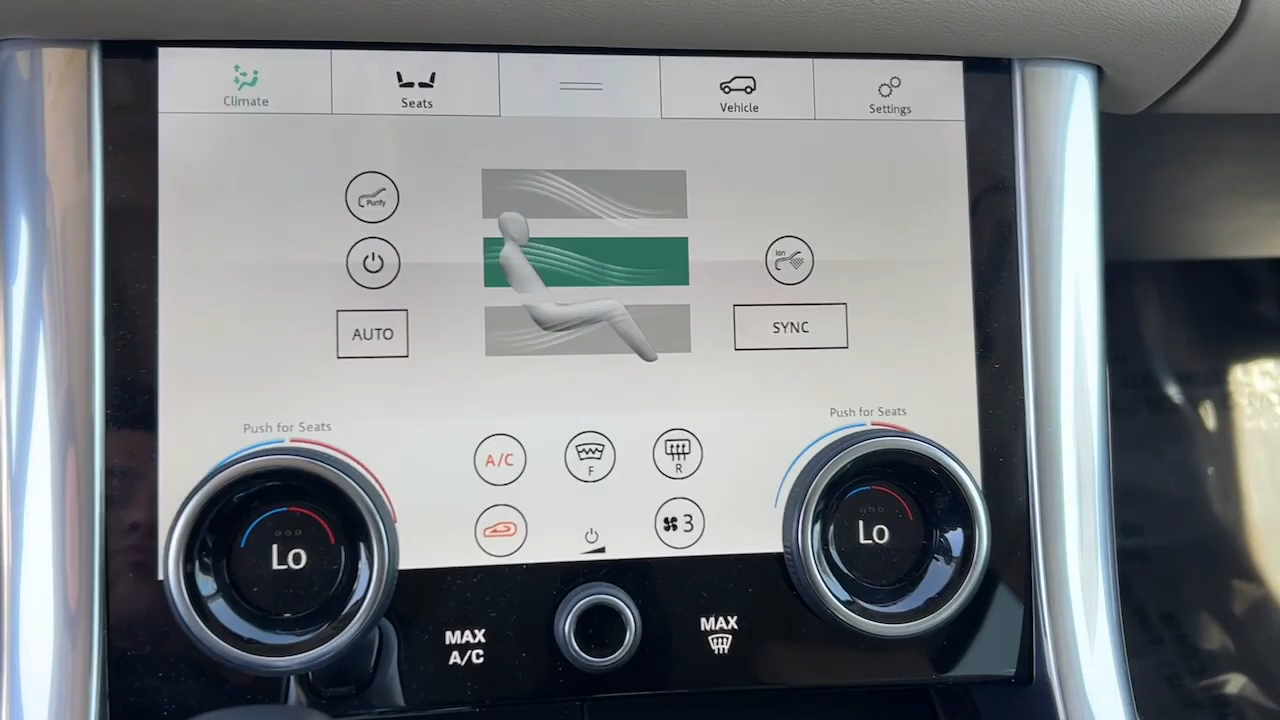 Climate
Seats
Vehicle
Settings
Purify
Ion
AUTO
SYNC
Push for Seats
Push for Seats
A/C
F
R
3
Lo
Lo
MAX
A/C
MAX